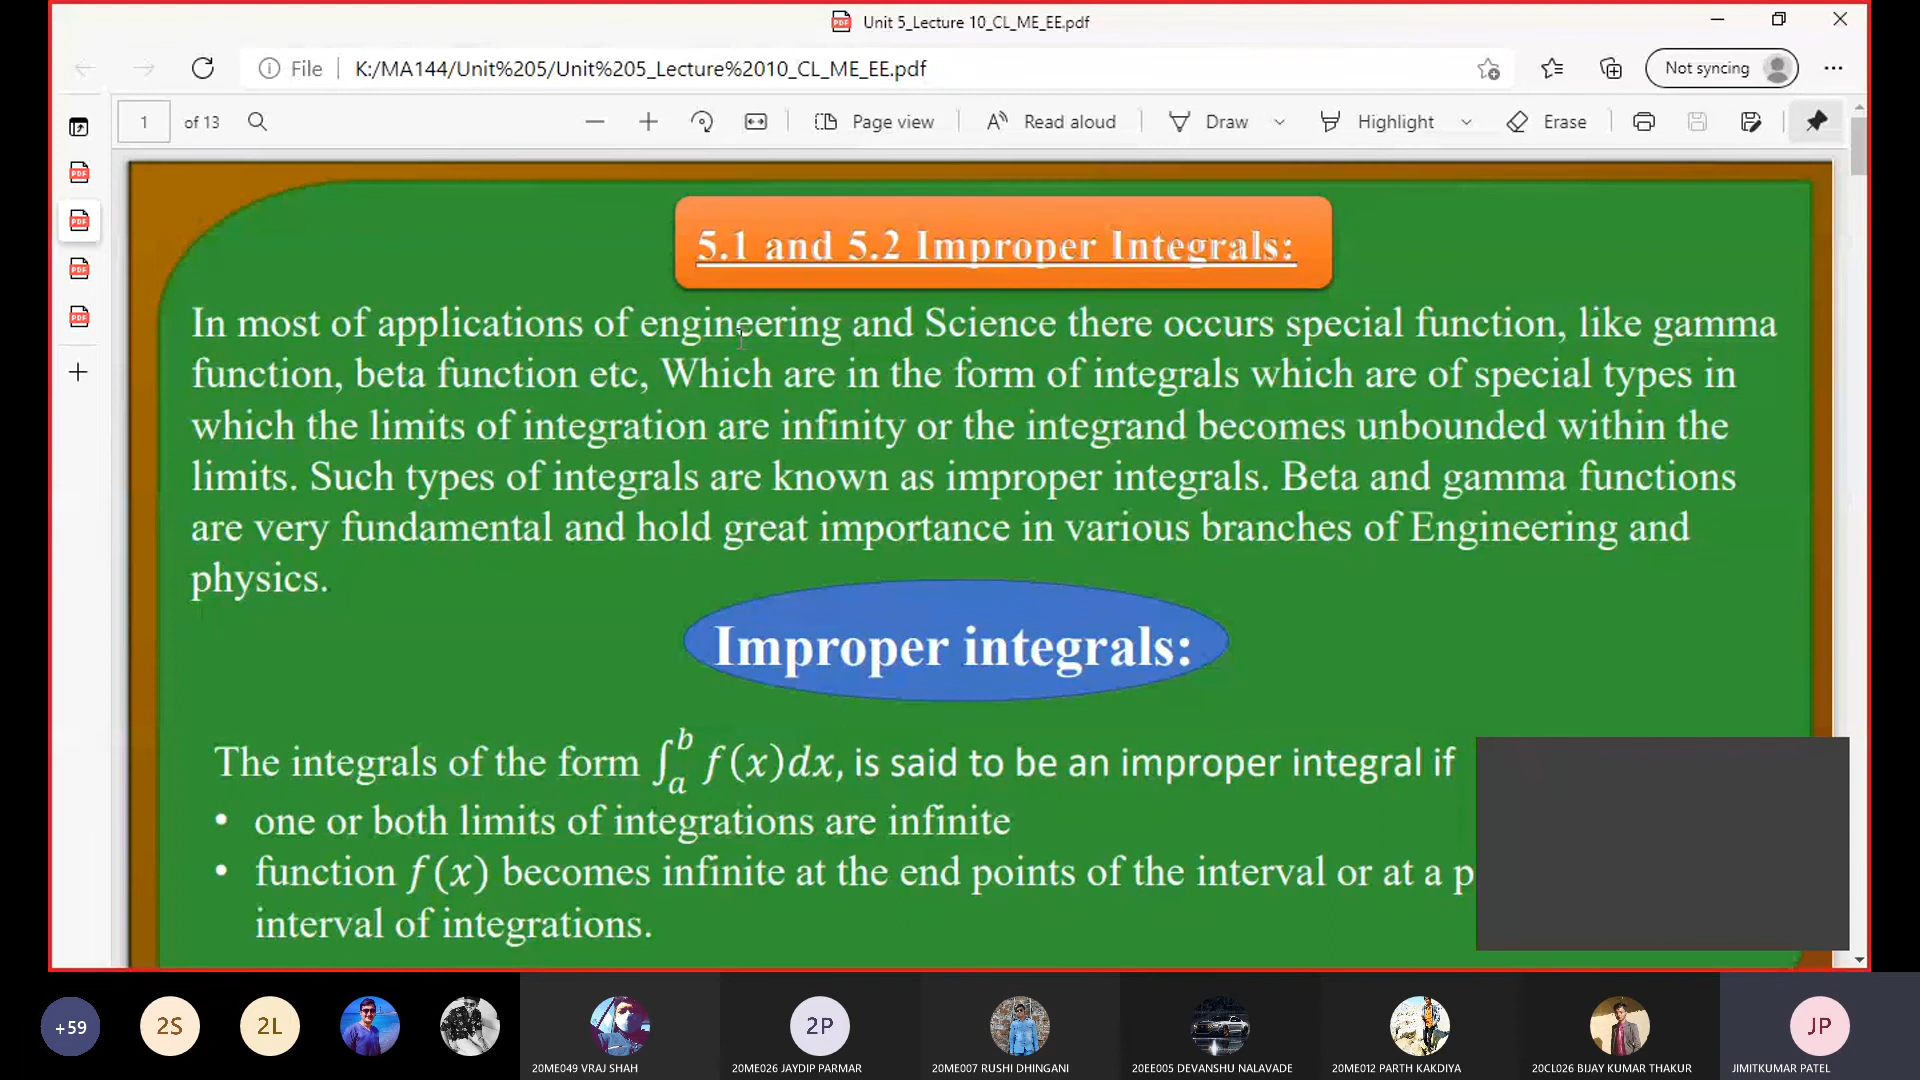 Unit 5_Lecture 10_CL_ME_EE.pdf
File K:/MA144/Unit%205/Unit%205_Lecture%2010_CL_ME_EE.pdf Not syncing
1 of 13 Page view Read aloud Draw Highlight Erase
5.1 and 5.2 Improper Integrals:
In most of applications of engineering and Science there occurs special function, like gamma
function, beta function etc, Which are in the form of integrals which are of special types in
which the limits of integration are infinity or the integrand becomes unbounded within the
limits. Such types of integrals are known as improper integrals. Beta and gamma functions
are very fundamental and hold great importance in various branches of Engineering and
physics.
Improper integrals:
The integrals of the form ∫_a^b f(x)dx, is said to be an improper integral if
• one or both limits of integrations are infinite
• function f(x) becomes infinite at the end points of the interval or at a p
interval of integrations.
+59 2S 2L 2P JP
20ME049 VRAJ SHAH 20ME026 JAYDIP PARMAR 20ME007 RUSHI DHINGANI 20EE005 DEVANSHU NALAVADE 20ME012 PARTH KAKDIYA 20CL026 BIJAY KUMAR THAKUR JIMITKUMAR PATEL